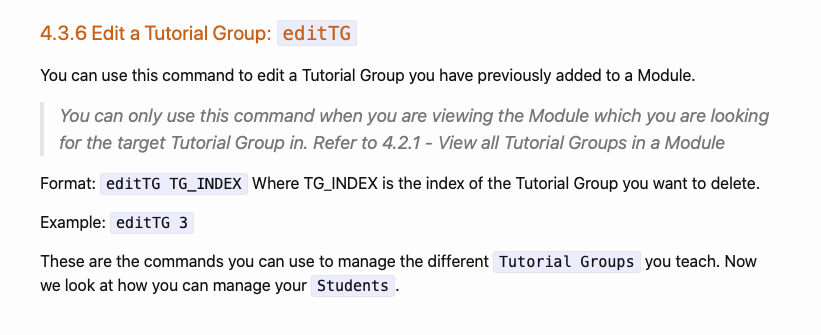 4.3.6 Edit a Tutorial Group: editTG
You can use this command to edit a Tutorial Group you have previously added to a Module.
You can only use this command when you are viewing the Module which you are looking
for the target Tutorial Group in. Refer to 4.2.1 - View all Tutorial Groups in a Module
Format: editTG TG_INDEX Where TG_INDEX is the index of the Tutorial Group you want to delete.
Example: editTG 3
These are the commands you can use to manage the different Tutorial Groups you teach. Now
we look at how you can manage your Students.